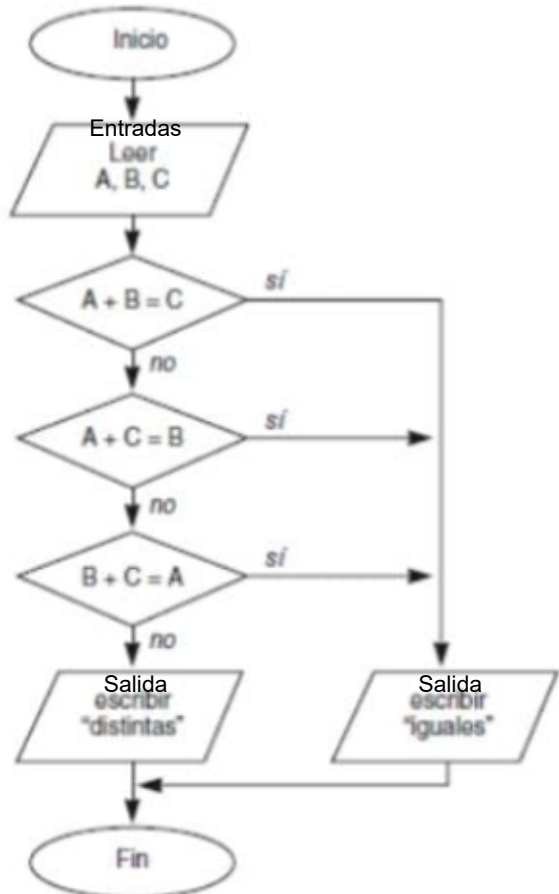 Inicio
Entradas
Leer
A, B, C
A + B = C
sí
no
A + C = B
sí
no
B + C = A
sí
no
Salida
escribir
"distintas"
Salida
escribir
"iguales"
Fin